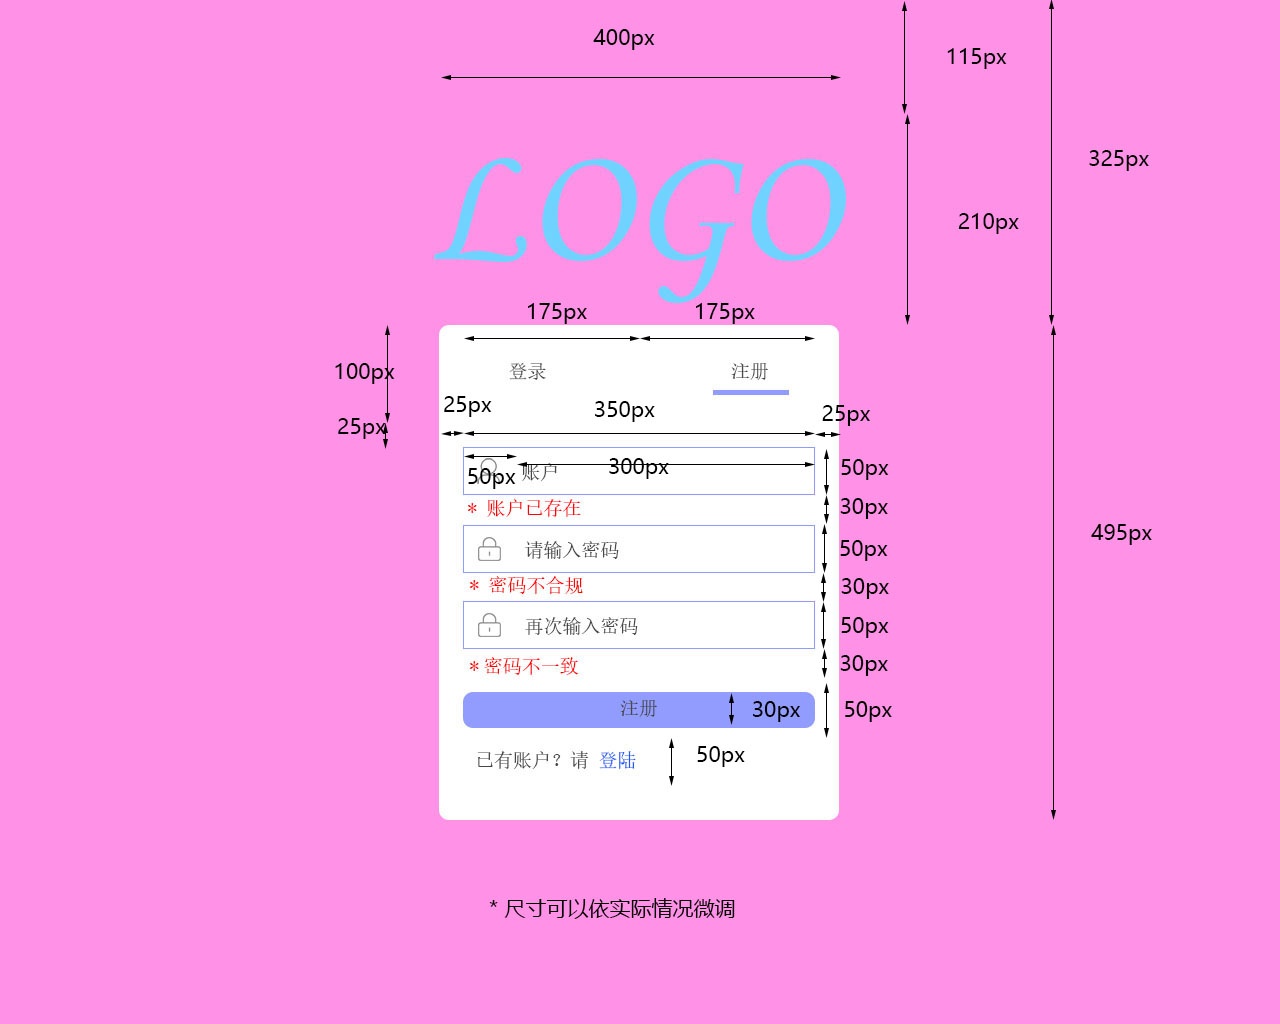 400px
115px
325px
210px
LOGO
175px
175px
100px
登录
注册
25px
350px
25px
25px
账户
300px
50px
50px
* 账户已存在
30px
请输入密码
50px
495px
* 密码不合规
30px
再次输入密码
50px
*密码不一致
30px
注册
30px
50px
已有账户？请 登陆
50px
* 尺寸可以依实际情况微调